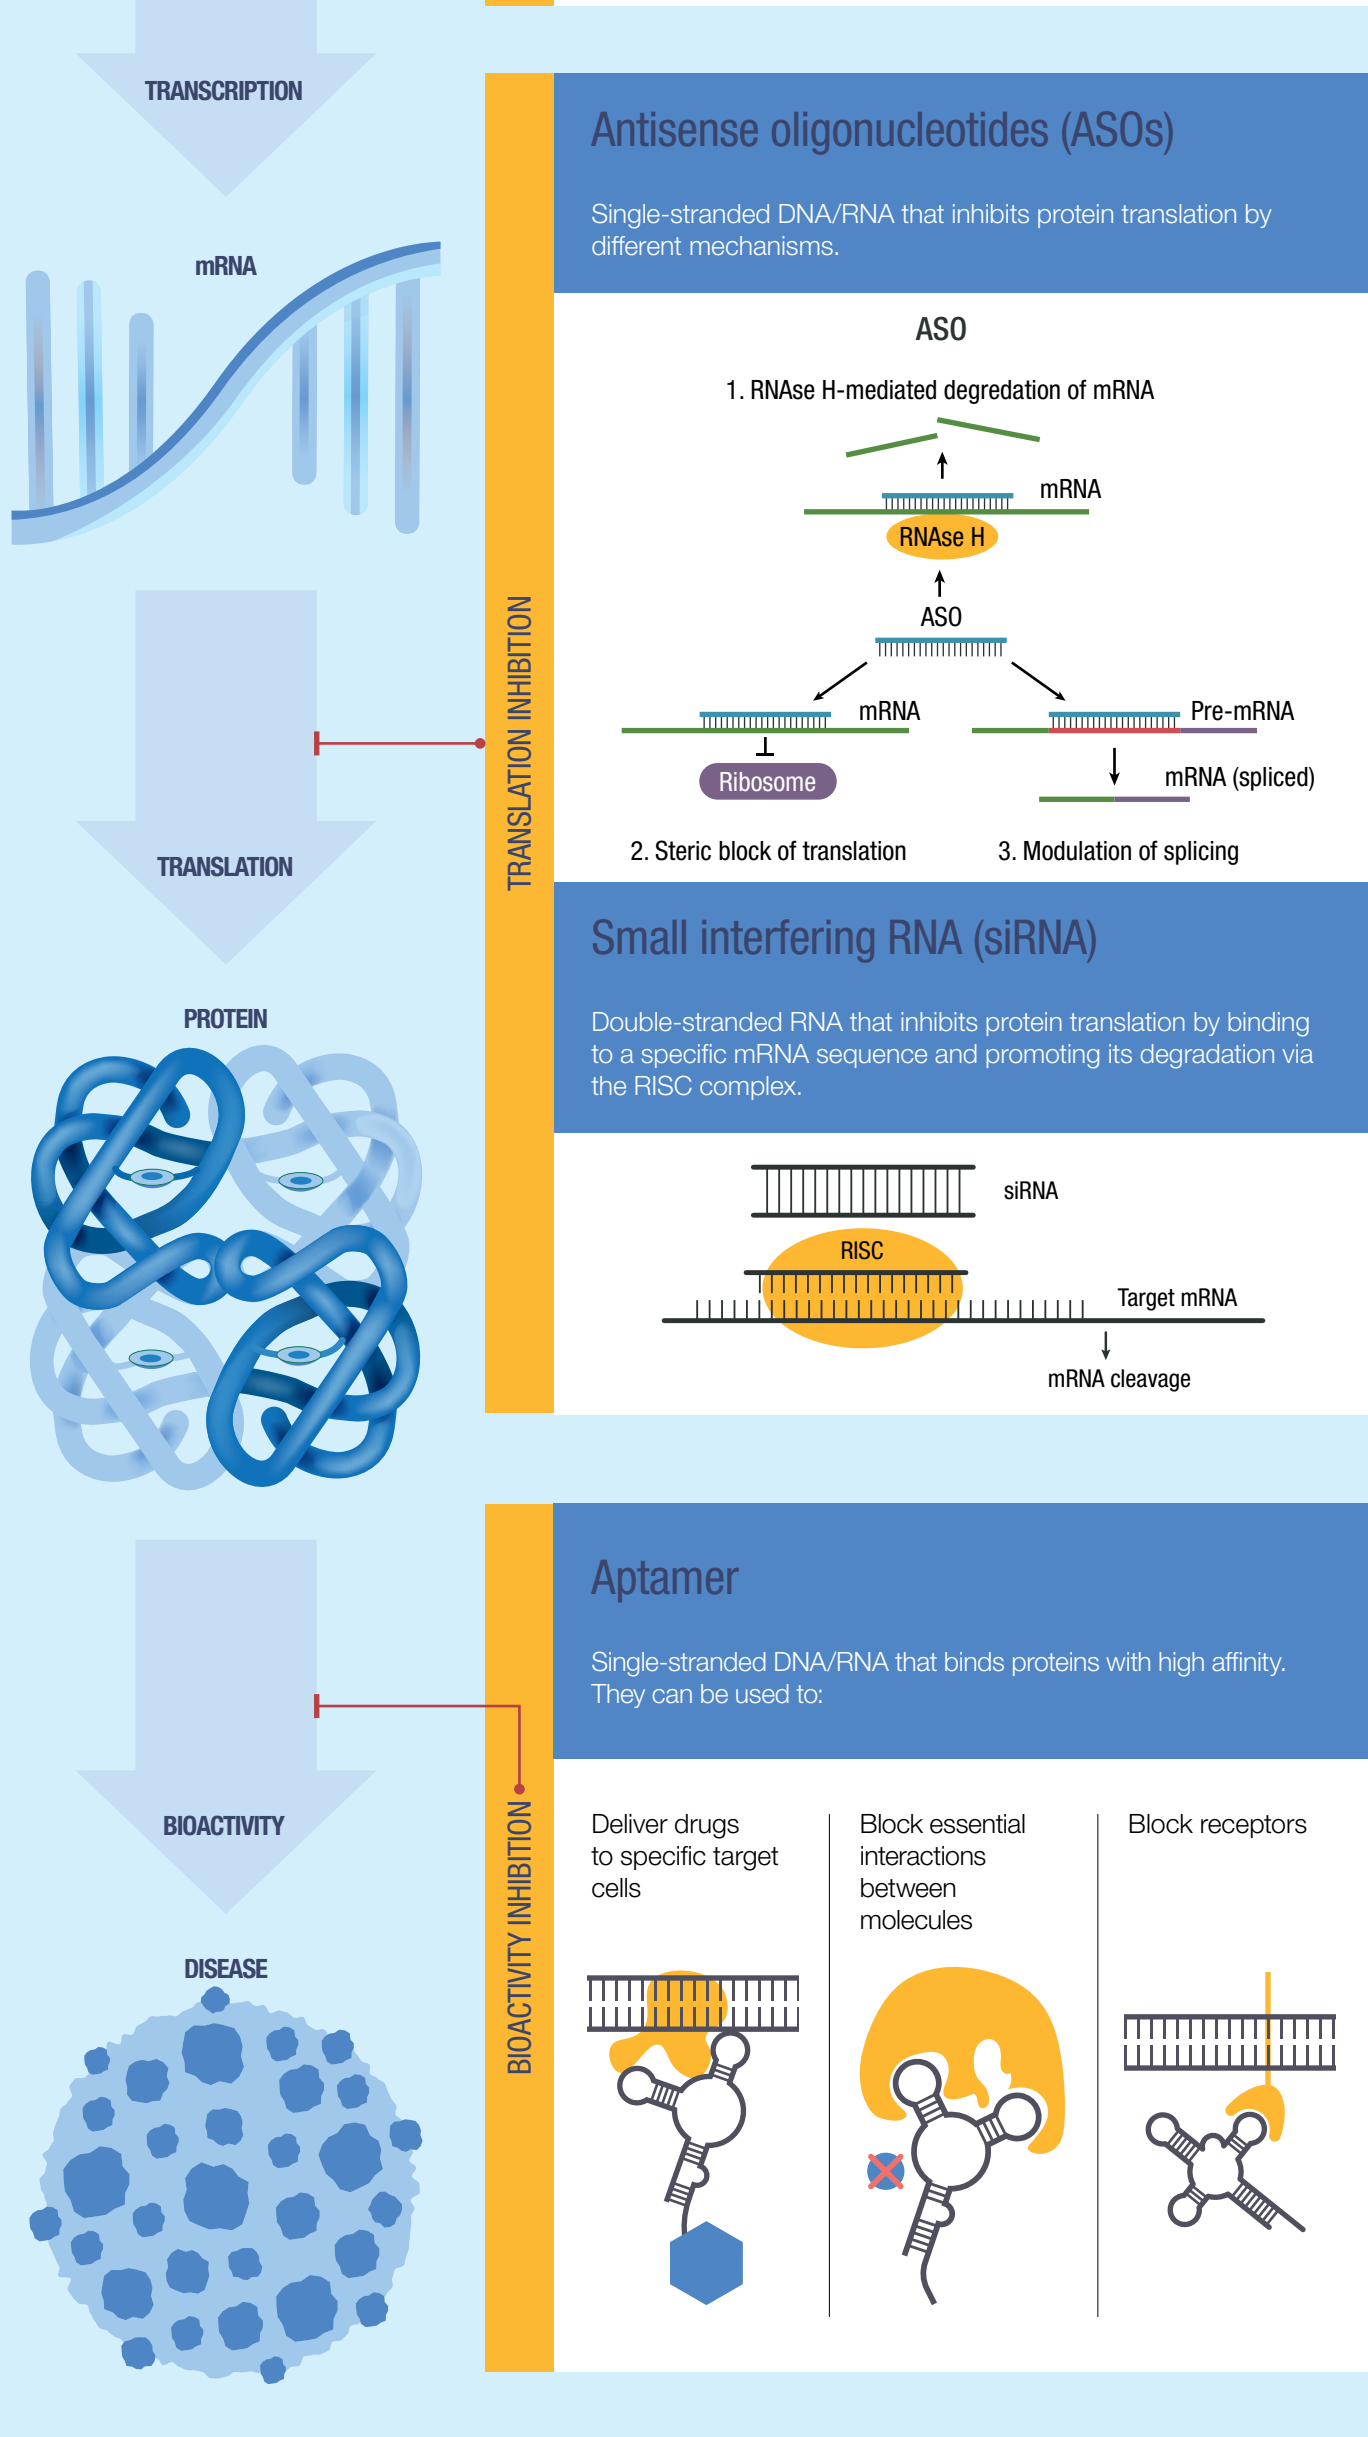 TRANSCRIPTION
mRNA
TRANSLATION
PROTEIN
BIOACTIVITY
DISEASE
TRANSLATION INHIBITION
Antisense oligonucleotides (ASOs)
Single-stranded DNA/RNA that inhibits protein translation by
different mechanisms.
ASO
1. RNAse H-mediated degredation of mRNA
mRNA
RNAse H
ASO
mRNA
Pre-mRNA
Ribosome
mRNA (spliced)
2. Steric block of translation
3. Modulation of splicing
Small interfering RNA (siRNA)
Double-stranded RNA that inhibits protein translation by binding
to a specific mRNA sequence and promoting its degradation via
the RISC complex.
siRNA
RISC
Target mRNA
mRNA cleavage
BIOACTIVITY INHIBITION
Aptamer
Single-stranded DNA/RNA that binds proteins with high affinity.
They can be used to:
Deliver drugs
to specific target
cells
Block essential
interactions
between
molecules
Block receptors